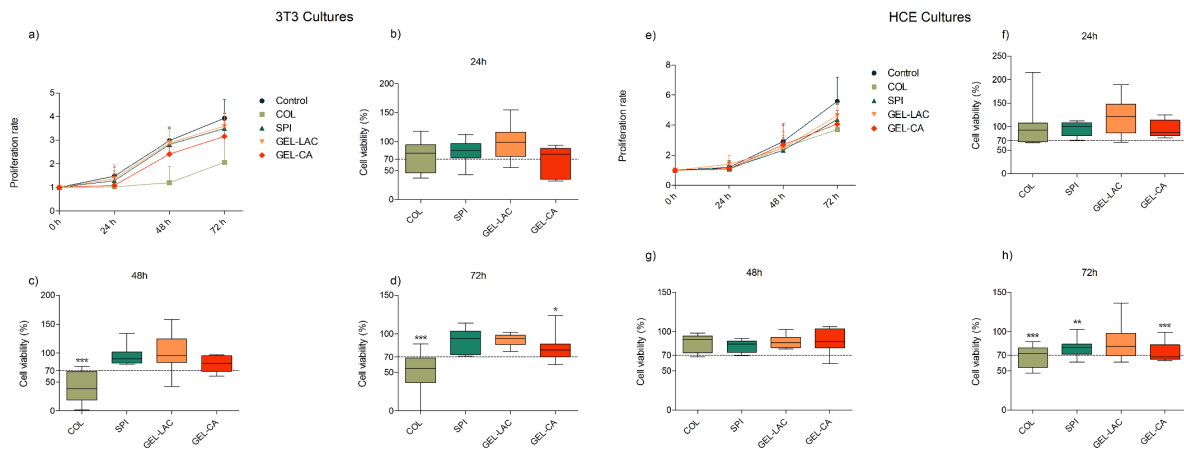 3T3 Cultures
HCE Cultures
a)
Proliferation rate
5
4
3
2
1
0
0 h
24 h
48 h
72 h
Control
COL
SPI
GEL-LAC
GEL-CA
b)
24h
Cell viability (%)
200
150
100
70
50
0
COL
SPI
GEL-LAC
GEL-CA
e)
Proliferation rate
8
6
4
2
0
0 h
24 h
48 h
72 h
Control
COL
SPI
GEL-LAC
GEL-CA
f)
24h
Cell viability (%)
250
200
150
100
70
50
0
COL
SPI
GEL-LAC
GEL-CA
c)
48h
Cell viability (%)
200
150
100
70
50
0
***
COL
SPI
GEL-LAC
GEL-CA
d)
72h
Cell viability (%)
150
100
70
50
0
***
*
COL
SPI
GEL-LAC
GEL-CA
g)
48h
Cell viability (%)
150
100
70
50
0
COL
SPI
GEL-LAC
GEL-CA
h)
72h
Cell viability (%)
150
100
70
50
0
***
**
***
COL
SPI
GEL-LAC
GEL-CA